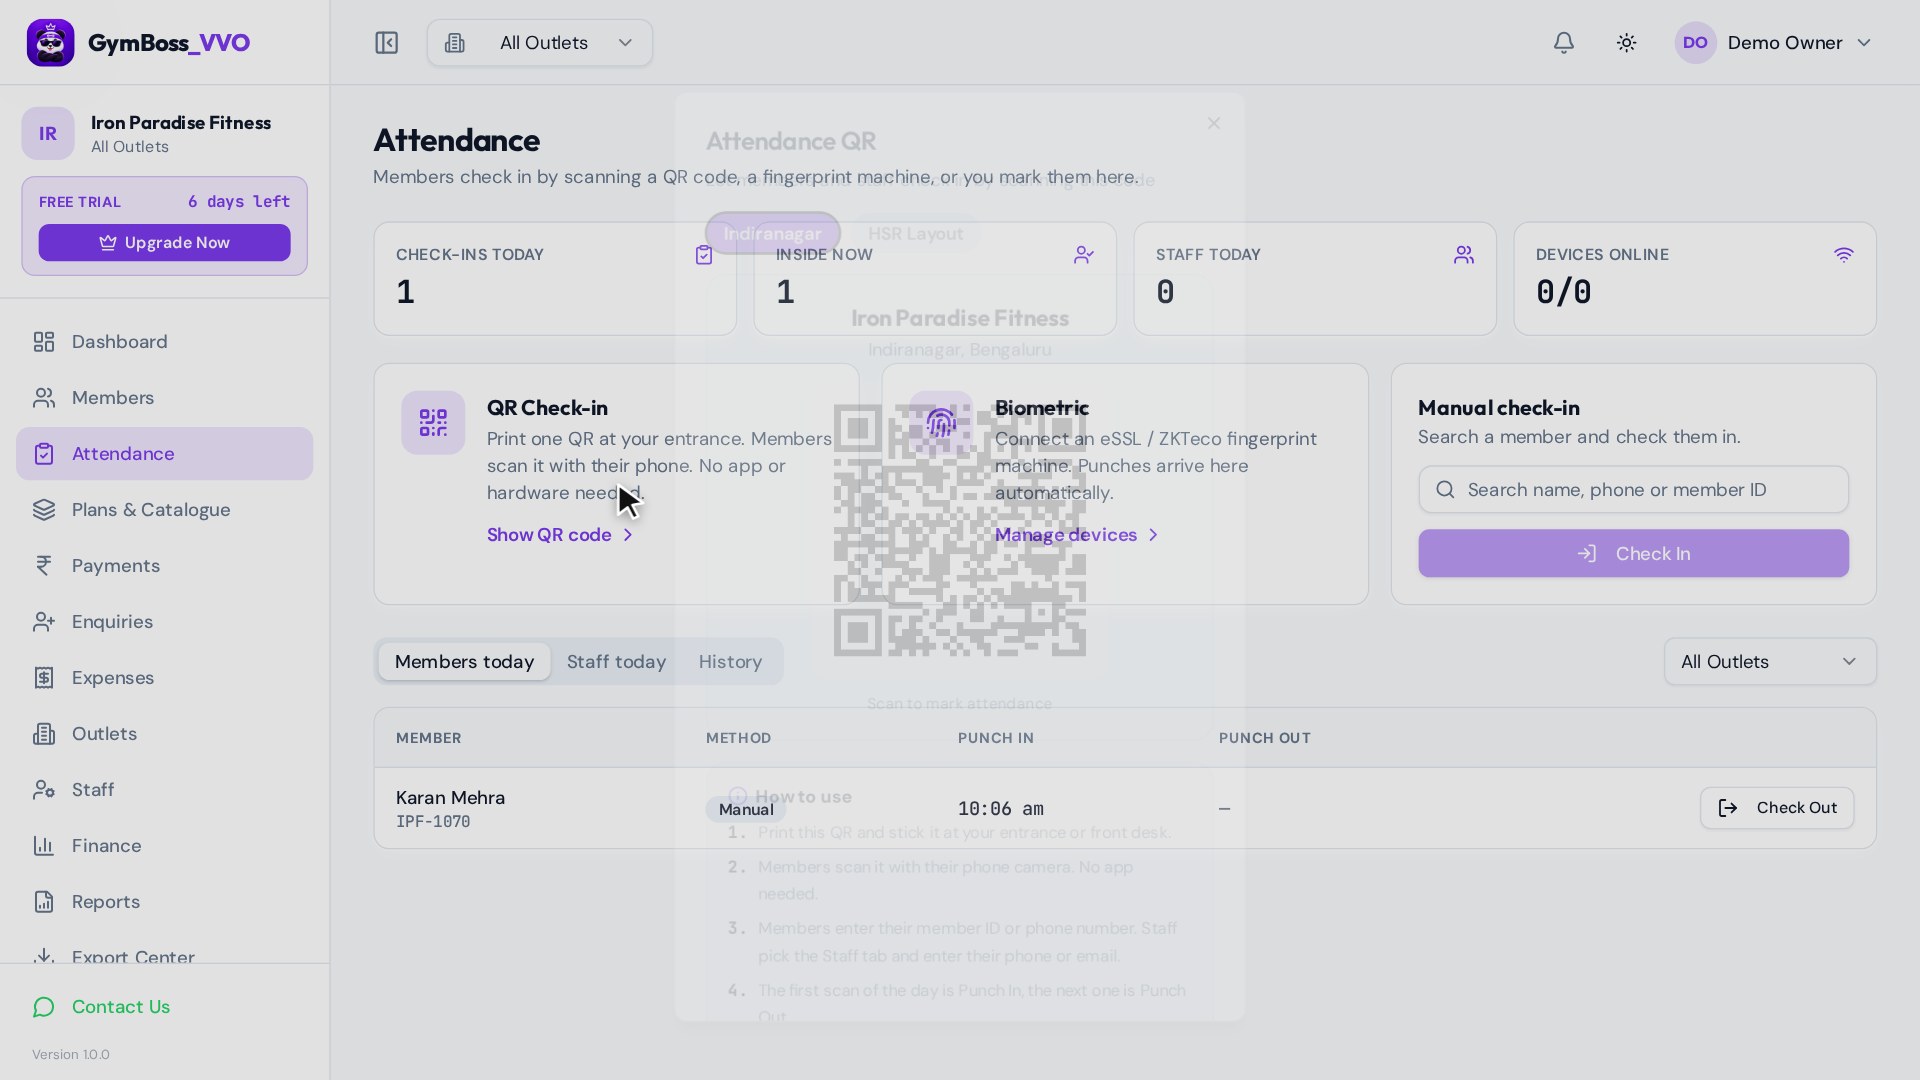 GymBoss_VVO
All Outlets
DO
Demo Owner
IR
Iron Paradise Fitness
All Outlets
FREE TRIAL
6 days left
Upgrade Now
Dashboard
Members
Attendance
Plans & Catalogue
Payments
Enquiries
Expenses
Outlets
Staff
Finance
Reports
Export Center
Contact Us
Version 1.0.0
Attendance
Members check in by scanning a QR code, a fingerprint machine, or you mark them here.
CHECK-INS TODAY
1
INSIDE NOW
1
STAFF TODAY
0
DEVICES ONLINE
0/0
QR Check-in
Print one QR at your entrance. Members
scan it with their phone. No app or
hardware needed.
Show QR code
Biometric
Connect an eSSL / ZKTeco fingerprint
machine. Punches arrive here
automatically.
Manage devices
Manual check-in
Search a member and check them in.
Search name, phone or member ID
Check In
Members today
Staff today
History
All Outlets
MEMBER
METHOD
PUNCH IN
PUNCH OUT
Karan Mehra
IPF-1070
Manual
10:06 am
–
Check Out
Attendance QR
by scanning this code
Indiranagar
HSR Layout
Iron Paradise Fitness
Indiranagar, Bengaluru
Scan to mark attendance
How to use
1. Print this QR and stick it at your entrance or front desk.
2. Members scan it with their phone camera. No app
needed.
3. Members enter their member ID or phone number. Staff
pick the Staff tab and enter their phone or email.
4. The first scan of the day is Punch In, the next one is Punch
Out.